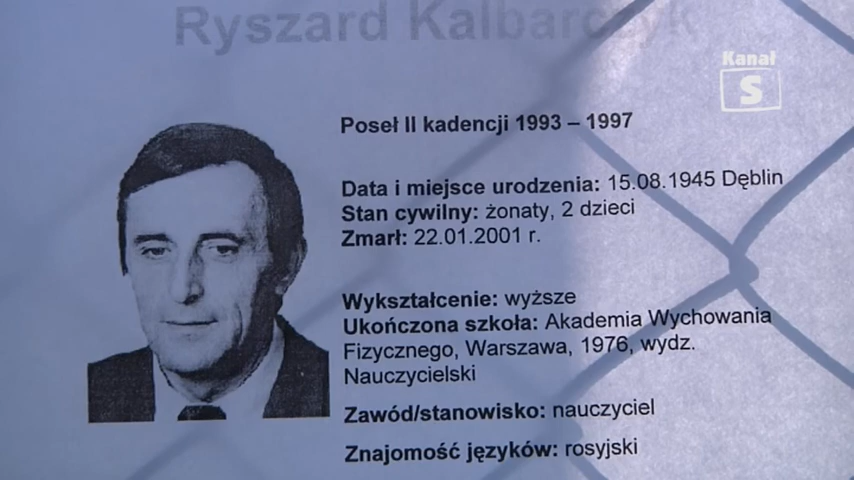 Ryszard Kalbarczyk
Kanał
S
Poseł II kadencji 1993 – 1997
Data i miejsce urodzenia: 15.08.1945 Dęblin
Stan cywilny: żonaty, 2 dzieci
Zmarł: 22.01.2001 r.
Wykształcenie: wyższe
Ukończona szkoła: Akademia Wychowania
Fizycznego, Warszawa, 1976, wydz.
Nauczycielski
Zawód/stanowisko: nauczyciel
Znajomość języków: rosyjski